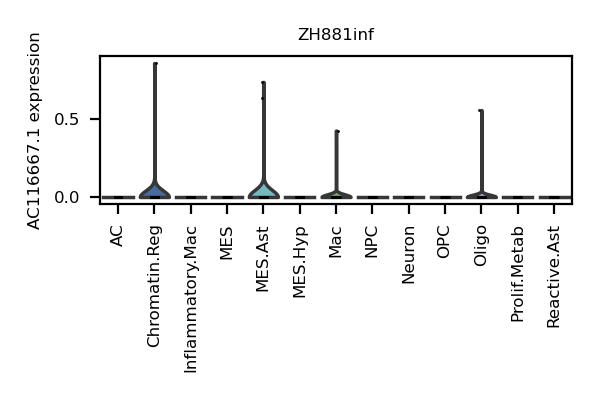 ZH881inf
AC116667.1 expression
0.5
0.0
AC
Chromatin.Reg
Inflammatory.Mac
MES
MES.Ast
MES.Hyp
Mac
NPC
Neuron
OPC
Oligo
Prolif.Metab
Reactive.Ast